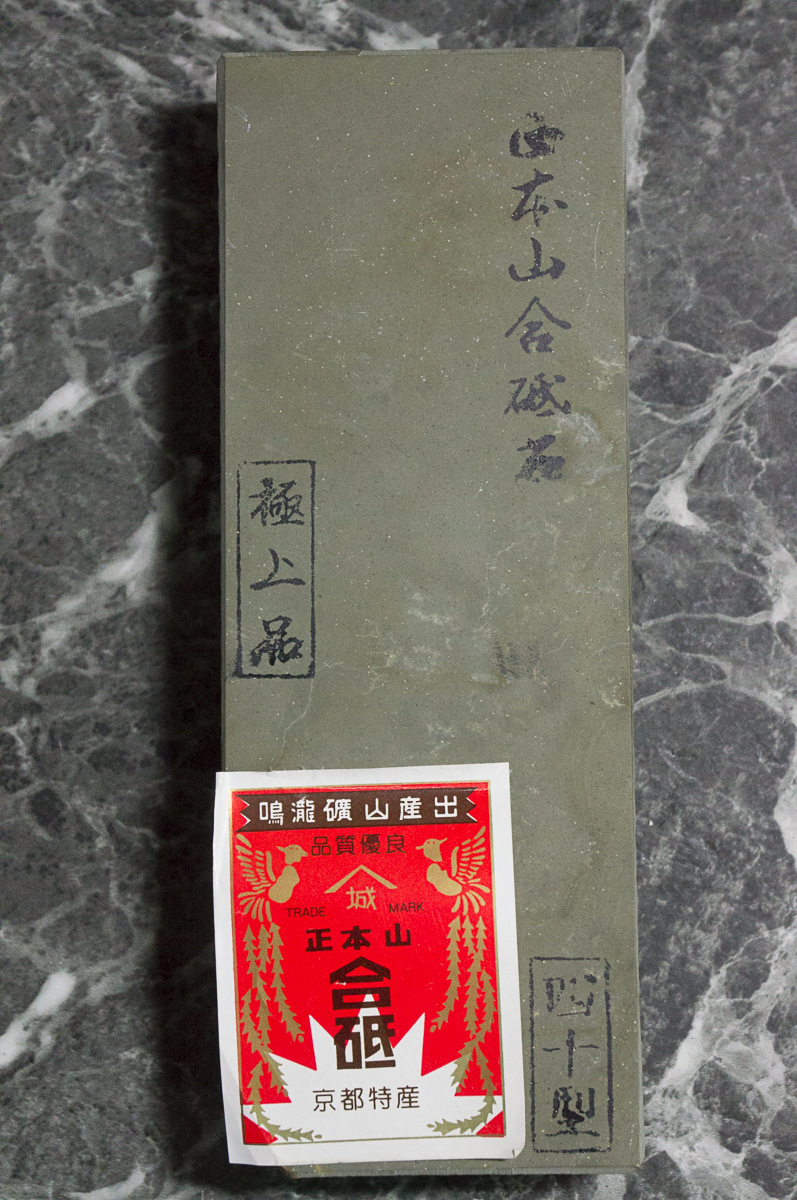 正本山合砥石
極上品
四十型
鳴瀧礦山産出
品質優良
城
TRADE MARK
正本山
合砥
京都特産